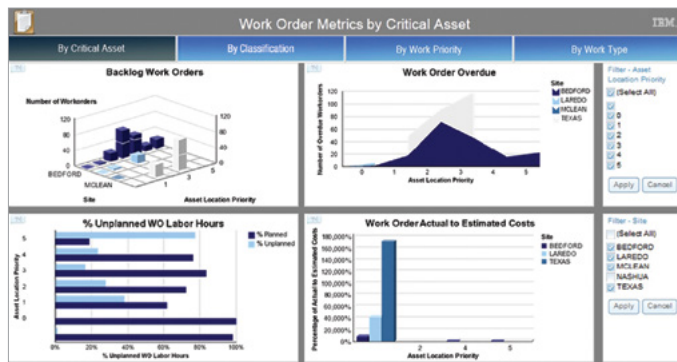 Work Order Metrics by Critical Asset
IBM.
By Critical Asset
By Classification
By Work Priority
By Work Type
Backlog Work Orders
Number of Workorders
120
80
40
0
120
80
40
0
BEDFORD
MCLEAN
1
3
5
Site
Asset Location Priority
Work Order Overdue
Number of Overdue Workorders
120
100
80
60
40
20
0
0
1
2
3
4
5
Asset Location Priority
Site
BEDFORD
LAREDO
MCLEAN
TEXAS
Filter - Asset
Location Priority
(Select All)
0
1
2
3
4
5
Apply
Cancel
% Unplanned WO Labor Hours
% Planned
% Unplanned
Asset Location Priority
5
4
3
2
1
0
0%
20%
40%
60%
80%
100%
% Unplanned WO Labor Hours
Work Order Actual to Estimated Costs
Percentage of Actual to Estimated Costs
180,000%
160,000%
140,000%
120,000%
100,000%
80,000%
60,000%
40,000%
20,000%
0%
2
4
5
Asset Location Priority
Site
BEDFORD
LAREDO
TEXAS
Filter - Site
(Select All)
BEDFORD
LAREDO
MCLEAN
NASHUA
TEXAS
Apply
Cancel